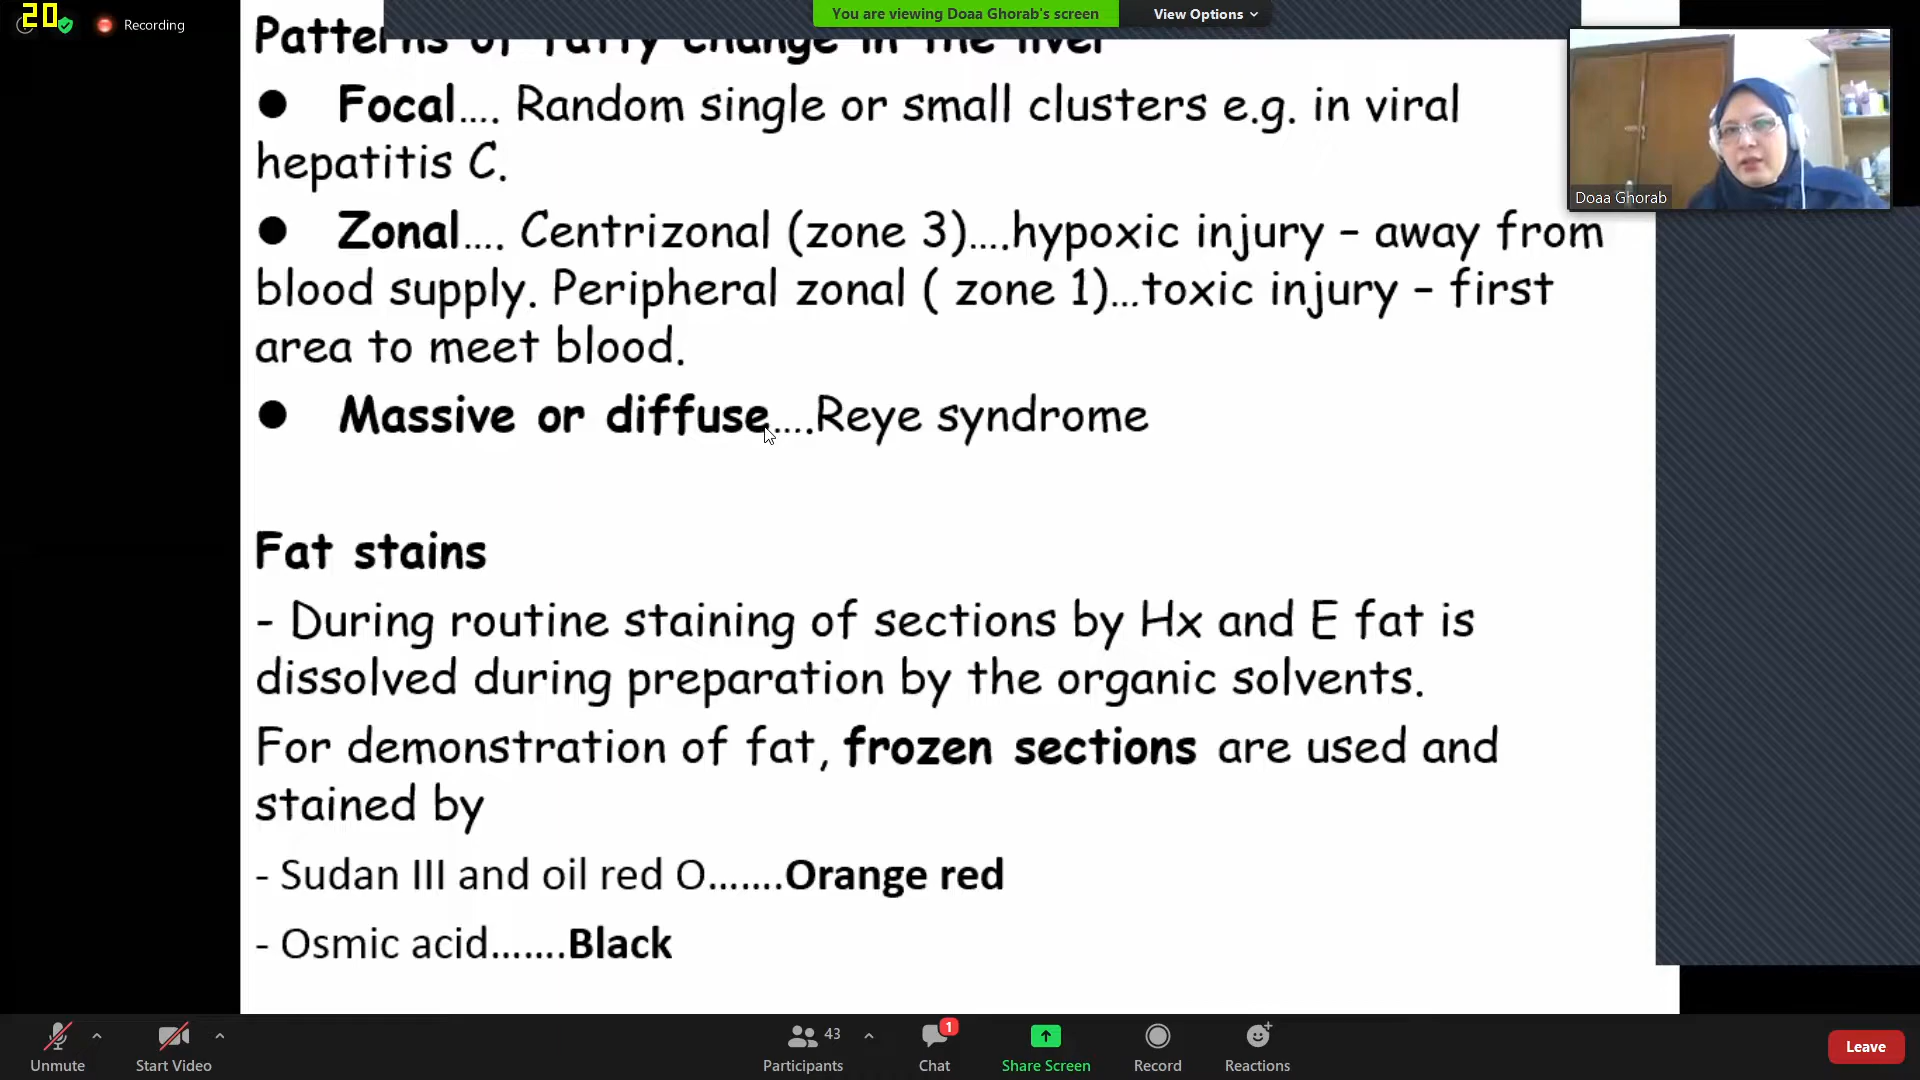 20
Recording
You are viewing Doaa Ghorab's screen
View Options
Patterns of fatty change in the liver
● Focal…. Random single or small clusters e.g. in viral
hepatitis C.
● Zonal…. Centrizonal (zone 3)….hypoxic injury – away from
blood supply. Peripheral zonal ( zone 1)…toxic injury – first
area to meet blood.
● Massive or diffuse….Reye syndrome
Doaa Ghorab
Fat stains
- During routine staining of sections by Hx and E fat is
dissolved during preparation by the organic solvents.
For demonstration of fat, frozen sections are used and
stained by
- Sudan III and oil red O…….Orange red
- Osmic acid…….Black
Unmute
Start Video
43
Participants
1
Chat
Share Screen
Record
Reactions
Leave